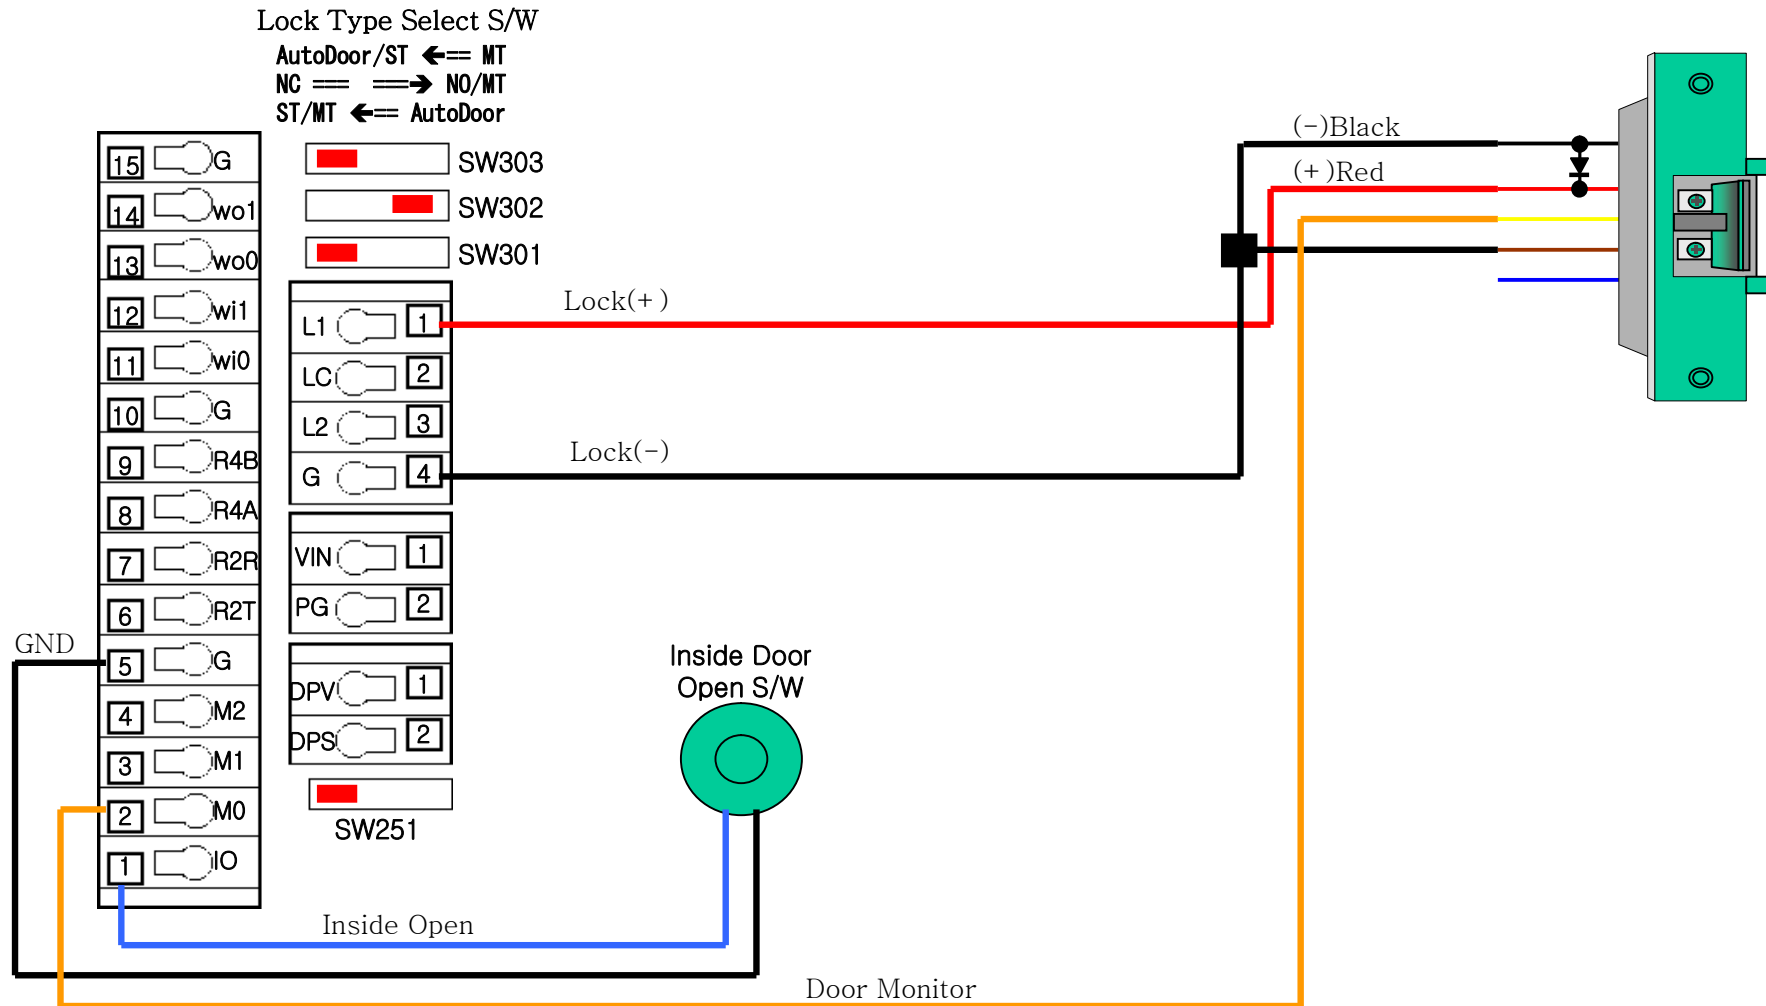 Lock Type Select S/W
AutoDoor/ST ←== MT
NC === ===→ NO/MT
ST/MT ←== AutoDoor
15 G
14 wo1
13 wo0
12 wi1
11 wi0
10 G
9 R4B
8 R4A
7 R2R
6 R2T
5 G
4 M2
3 M1
2 M0
1 IO
GND
SW303
SW302
SW301
L1 1
LC 2
L2 3
G 4
VIN 1
PG 2
DPV 1
DPS 2
SW251
Lock(+)
Lock(-)
(-)Black
(+)Red
Inside Door
Open S/W
Inside Open
Door Monitor